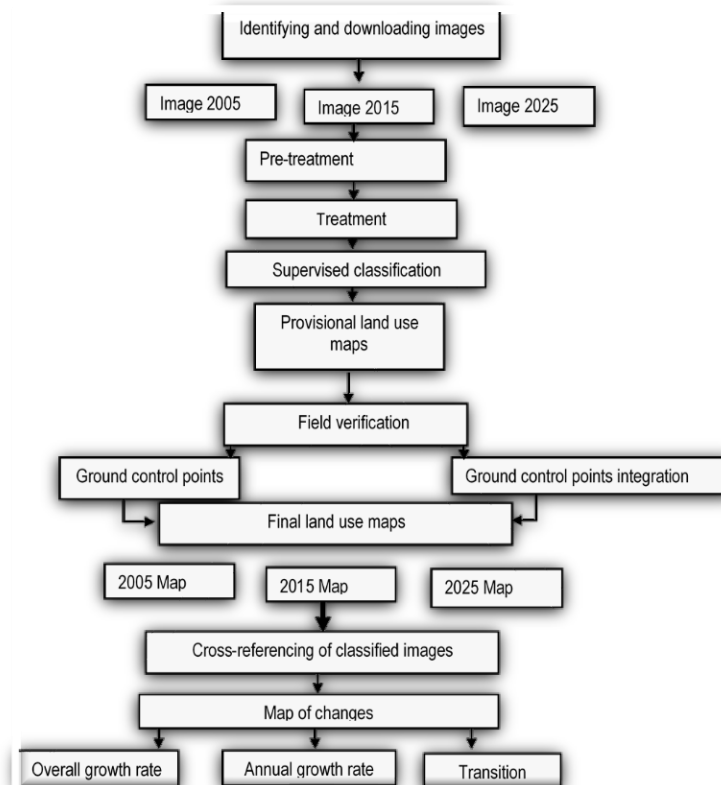 Identifying and downloading images
Image 2005
Image 2015
Image 2025
Pre-treatment
Treatment
Supervised classification
Provisional land use
maps
Field verification
Ground control points
Ground control points integration
Final land use maps
2005 Map
2015 Map
2025 Map
Cross-referencing of classified images
Map of changes
Overall growth rate
Annual growth rate
Transition